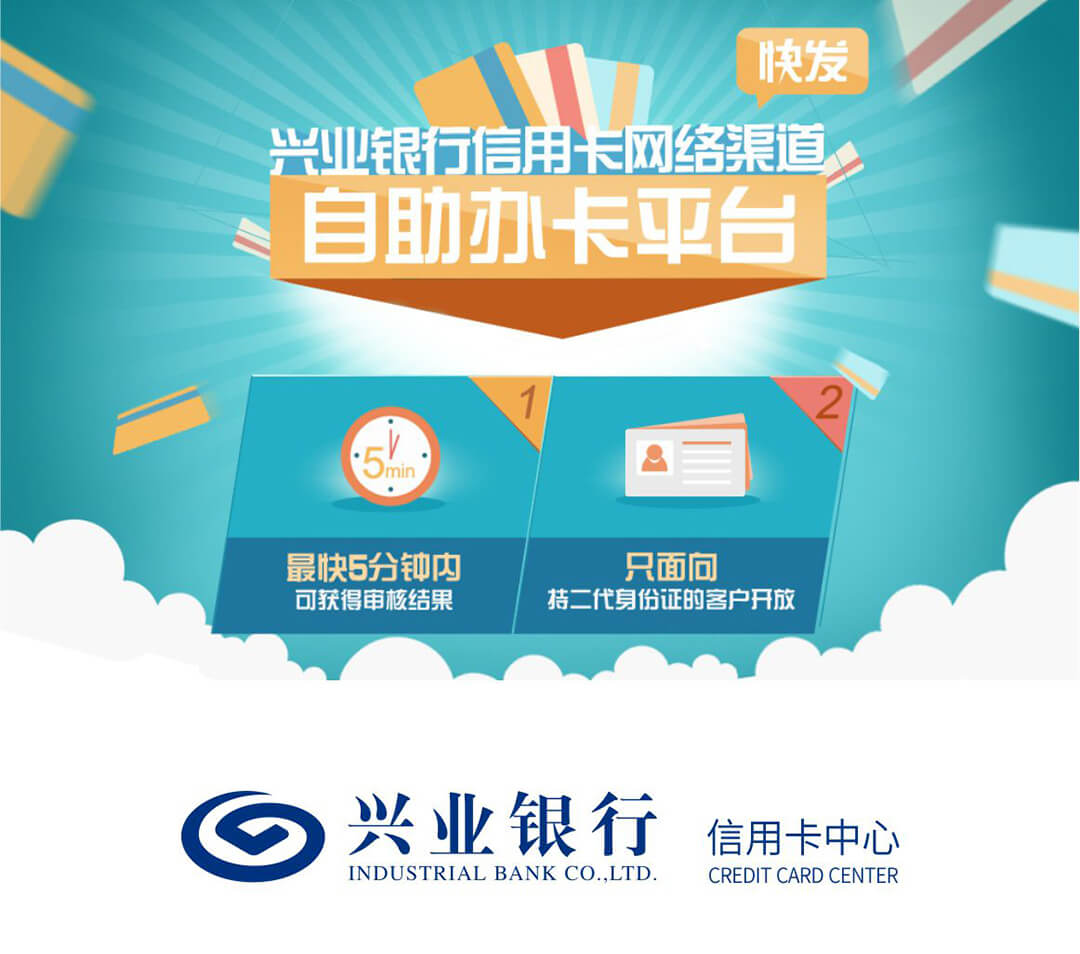 快发
兴业银行信用卡网络渠道
自助办卡平台
1
2
5min
最快5分钟内
可获得审核结果
只面向
持二代身份证的客户开放
兴业银行
INDUSTRIAL BANK CO.,LTD.
信用卡中心
CREDIT CARD CENTER